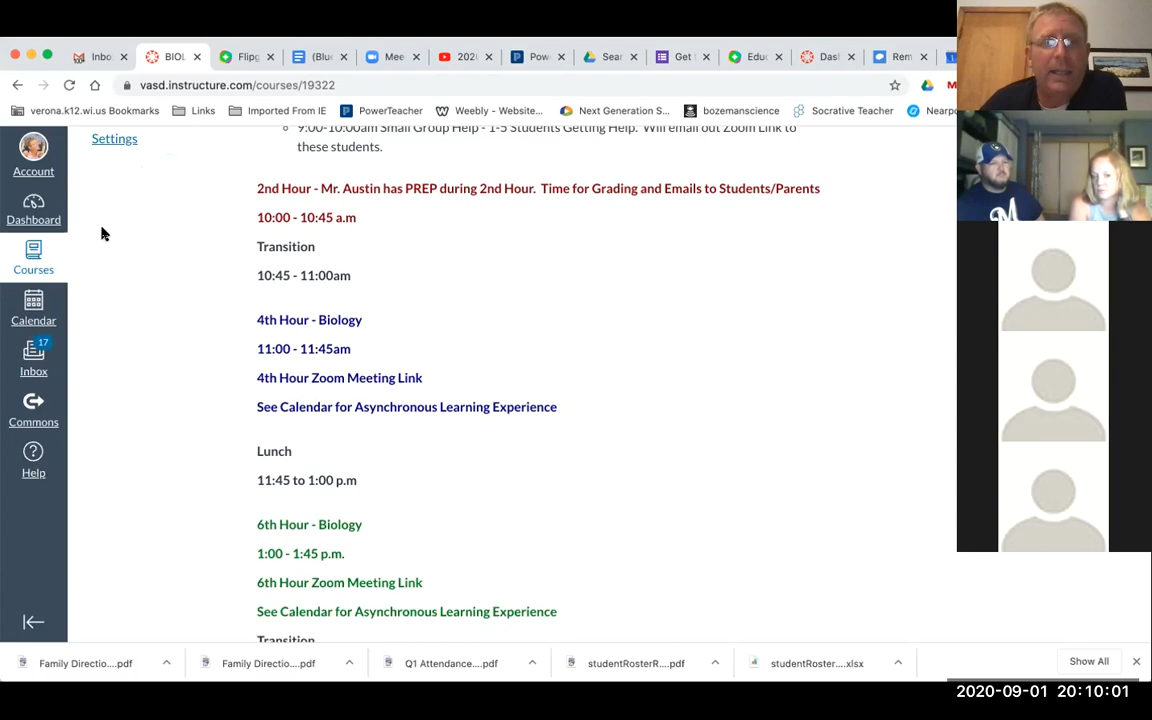 Inbo
BIOL
Flipg
(Blu
Mee
202
Pow
Sear
Get
Edu
Dash
Rem
vasd.instructure.com/courses/19322
verona.k12.wi.us Bookmarks
Links
Imported From IE
PowerTeacher
Weebly - Website...
Next Generation S...
bozemanscience
Socrative Teacher
Nearpo
Account
Dashboard
Courses
Calendar
17
Inbox
Commons
Help
Settings
9:00-10:00am Small Group Help - 1-5 Students Getting Help. Will email out Zoom Link to
these students.
2nd Hour - Mr. Austin has PREP during 2nd Hour. Time for Grading and Emails to Students/Parents
10:00 - 10:45 a.m
Transition
10:45 - 11:00am
4th Hour - Biology
11:00 - 11:45am
4th Hour Zoom Meeting Link
See Calendar for Asynchronous Learning Experience
Lunch
11:45 to 1:00 p.m
6th Hour - Biology
1:00 - 1:45 p.m.
6th Hour Zoom Meeting Link
See Calendar for Asynchronous Learning Experience
Transition
Family Directio....pdf
Family Directio....pdf
Q1 Attendance....pdf
studentRosterR....pdf
studentRoster....xlsx
Show All
2020-09-01 20:10:01